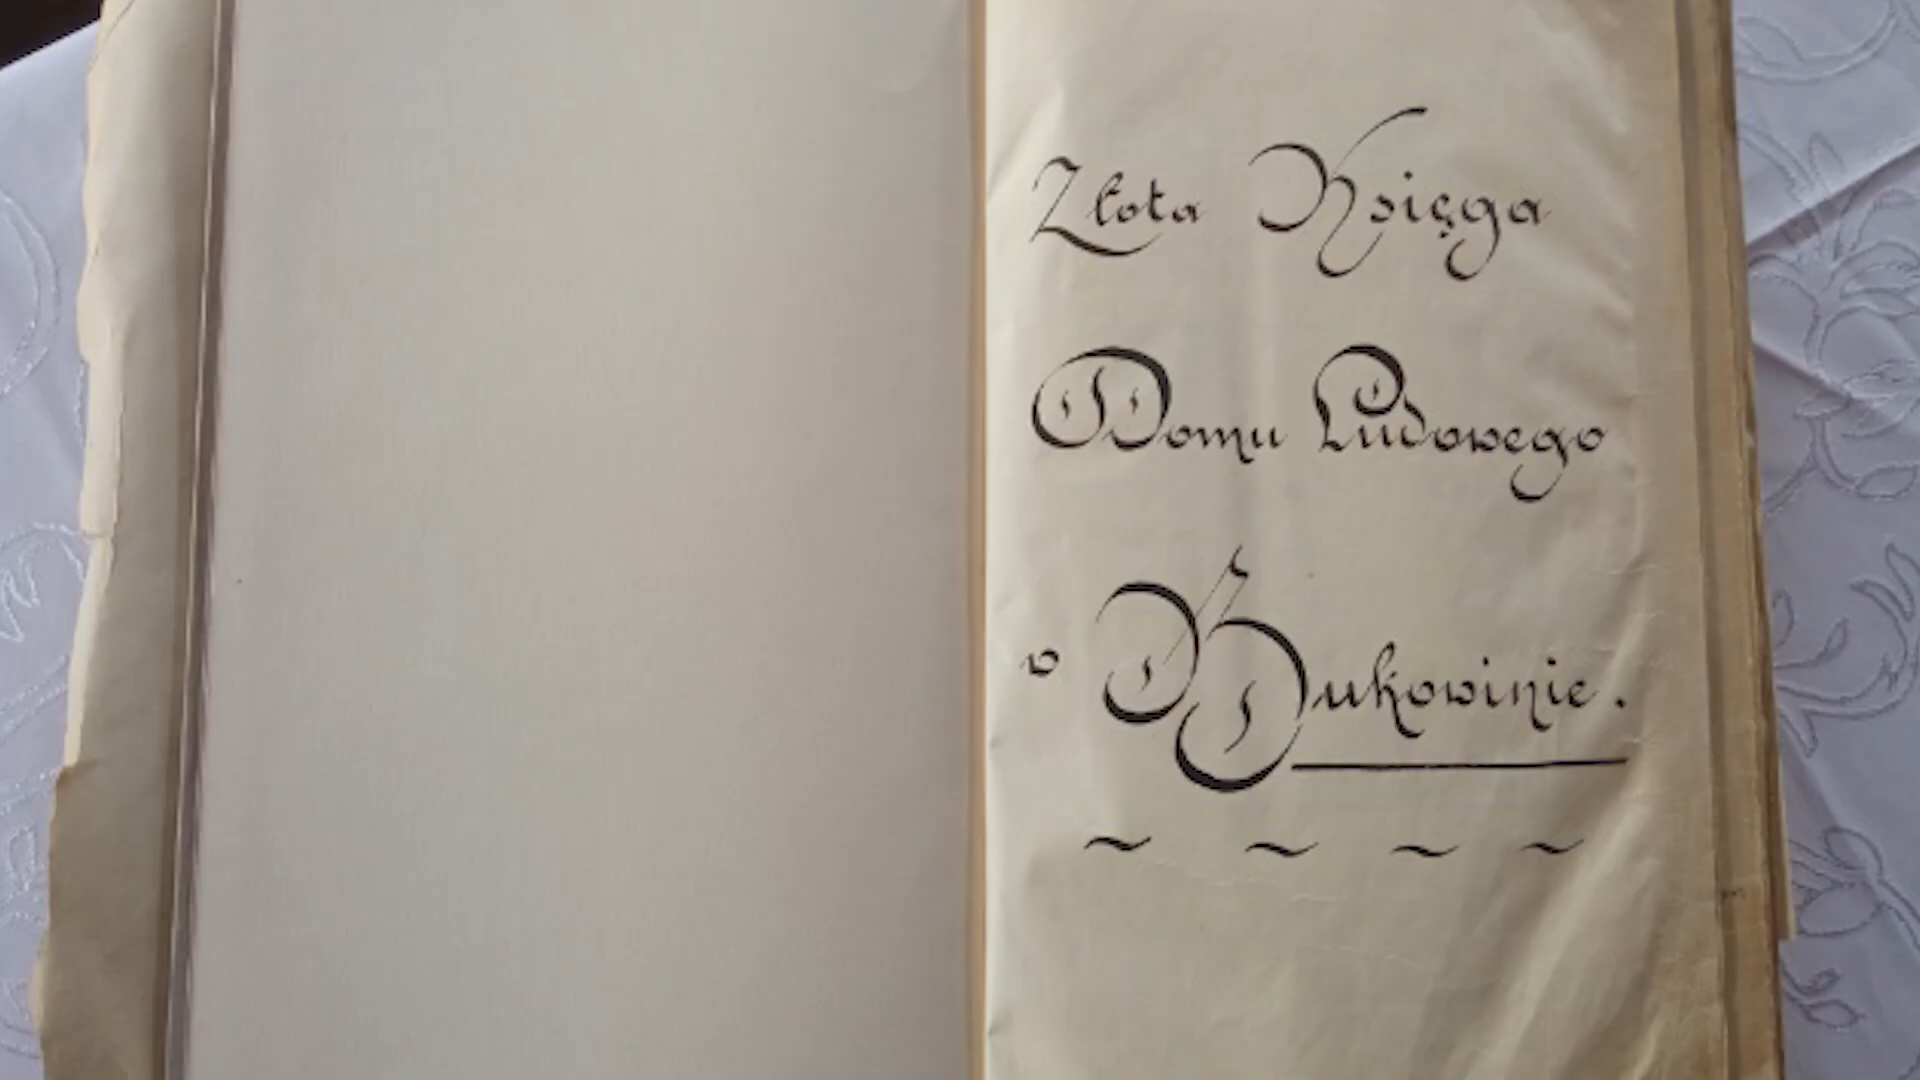 Złota Księga
Domu Ludowego
w Bukowinie.
~ ~ ~ ~